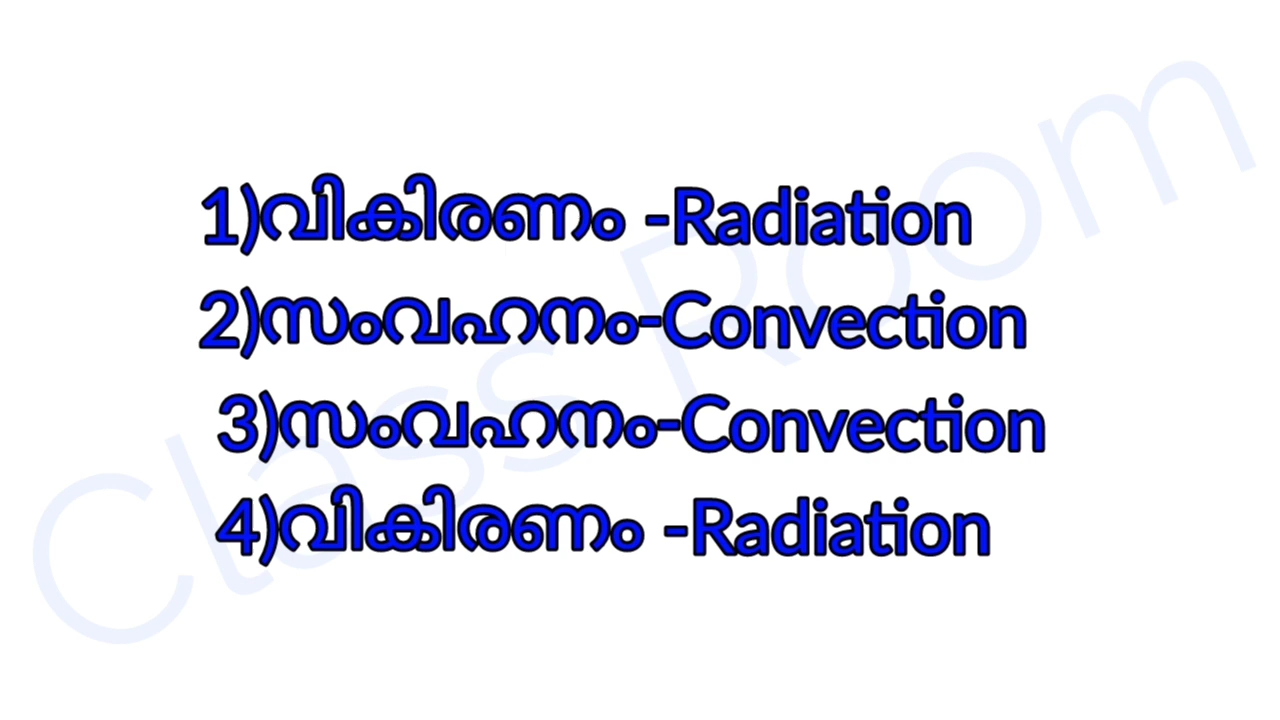 1)വികിരണം -Radiation
2)സംവഹനം-Convection
3)സംവഹനം-Convection
4)വികിരണം -Radiation
Class Room